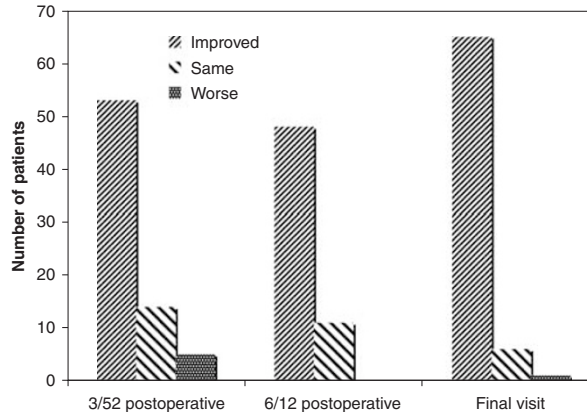 70
60
50
40
30
20
10
0
Number of patients
Improved
Same
Worse
3/52 postoperative
6/12 postoperative
Final visit